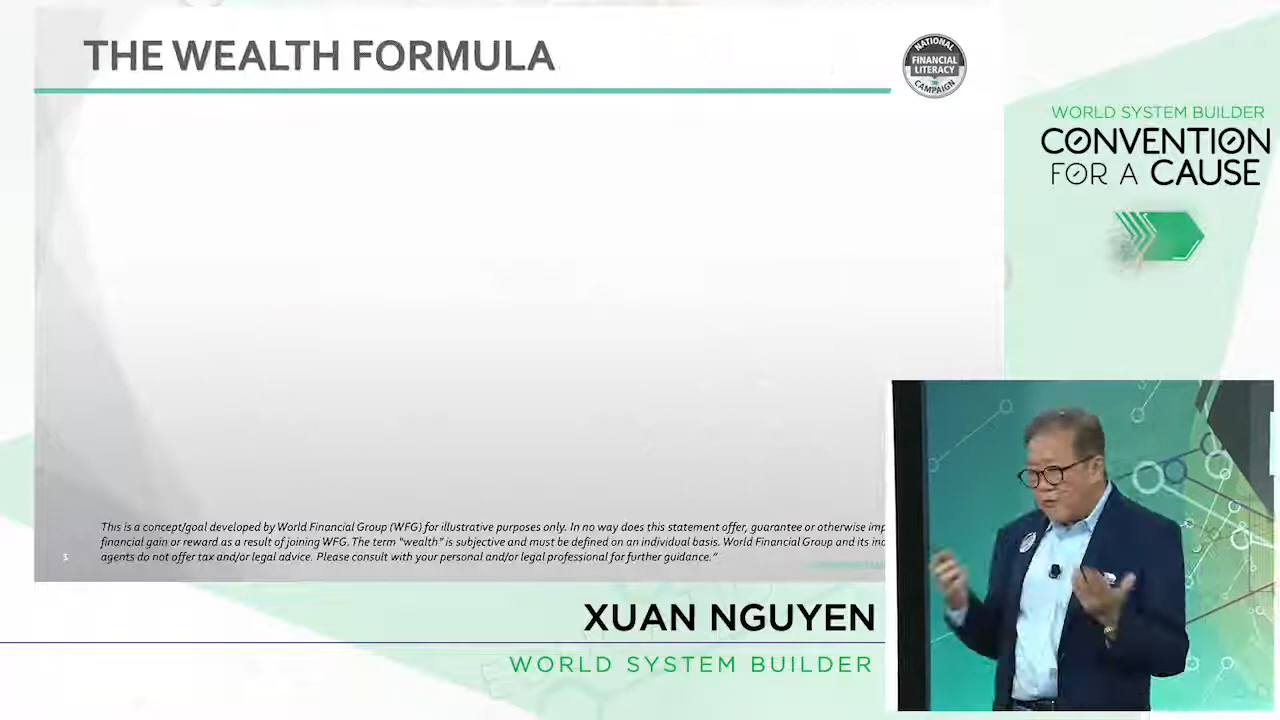 THE WEALTH FORMULA
NATIONAL
FINANCIAL
LITERACY
CAMPAIGN
WORLD SYSTEM BUILDER
CONVENTION
FOR A CAUSE
This is a concept/goal developed by World Financial Group (WFG) for illustrative purposes only. In no way does this statement offer, guarantee or otherwise imp
financial gain or reward as a result of joining WFG. The term "wealth" is subjective and must be defined on an individual basis. World Financial Group and its ind
5 agents do not offer tax and/or legal advice. Please consult with your personal and/or legal professional for further guidance."
XUAN NGUYEN
WORLD SYSTEM BUILDER